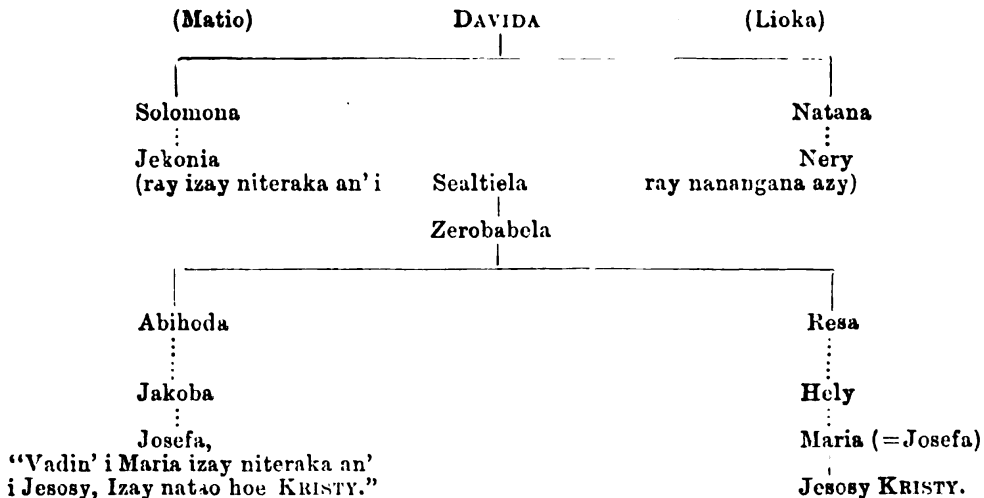 (Matio) DAVIDA (Lioka)
Solomona Natana
Jekonia Nery
(ray izay niteraka an' i Sealtiela ray nanangana azy)
Zerobabela
Abihoda Resa
Jakoba Hely
Josefa, Maria (=Josefa)
“Vadin' i Maria izay niteraka an'
i Jesosy, Izay natao hoe KRISTY.” Jesosy KRISTY.